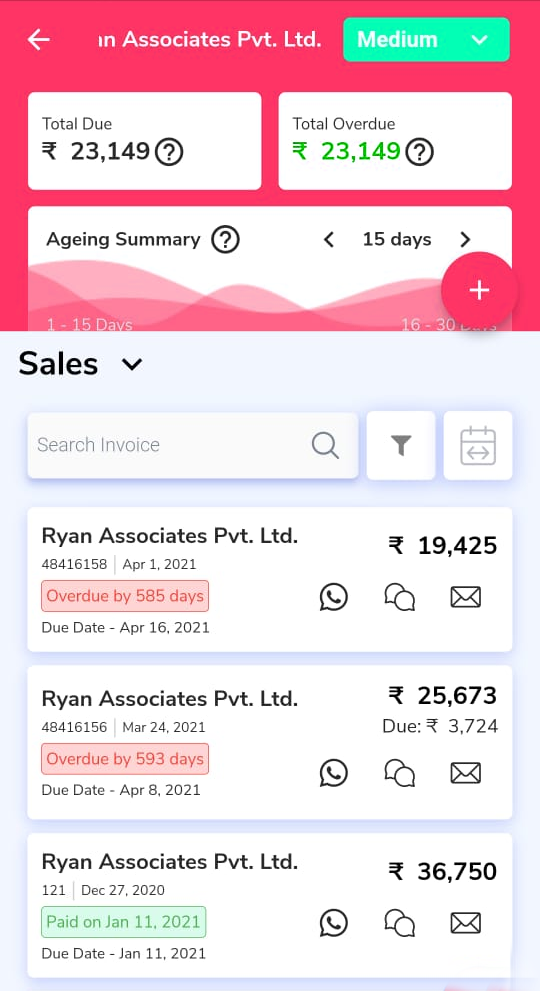 an Associates Pvt. Ltd.
Medium
Total Due
₹ 23,149
Total Overdue
₹ 23,149
Ageing Summary
15 days
1 - 15 Days
16 - 30 Days
Sales
Search Invoice
Ryan Associates Pvt. Ltd.
₹ 19,425
48416158 | Apr 1, 2021
Overdue by 585 days
Due Date - Apr 16, 2021
Ryan Associates Pvt. Ltd.
₹ 25,673
48416156 | Mar 24, 2021
Due: ₹ 3,724
Overdue by 593 days
Due Date - Apr 8, 2021
Ryan Associates Pvt. Ltd.
₹ 36,750
121 | Dec 27, 2020
Paid on Jan 11, 2021
Due Date - Jan 11, 2021